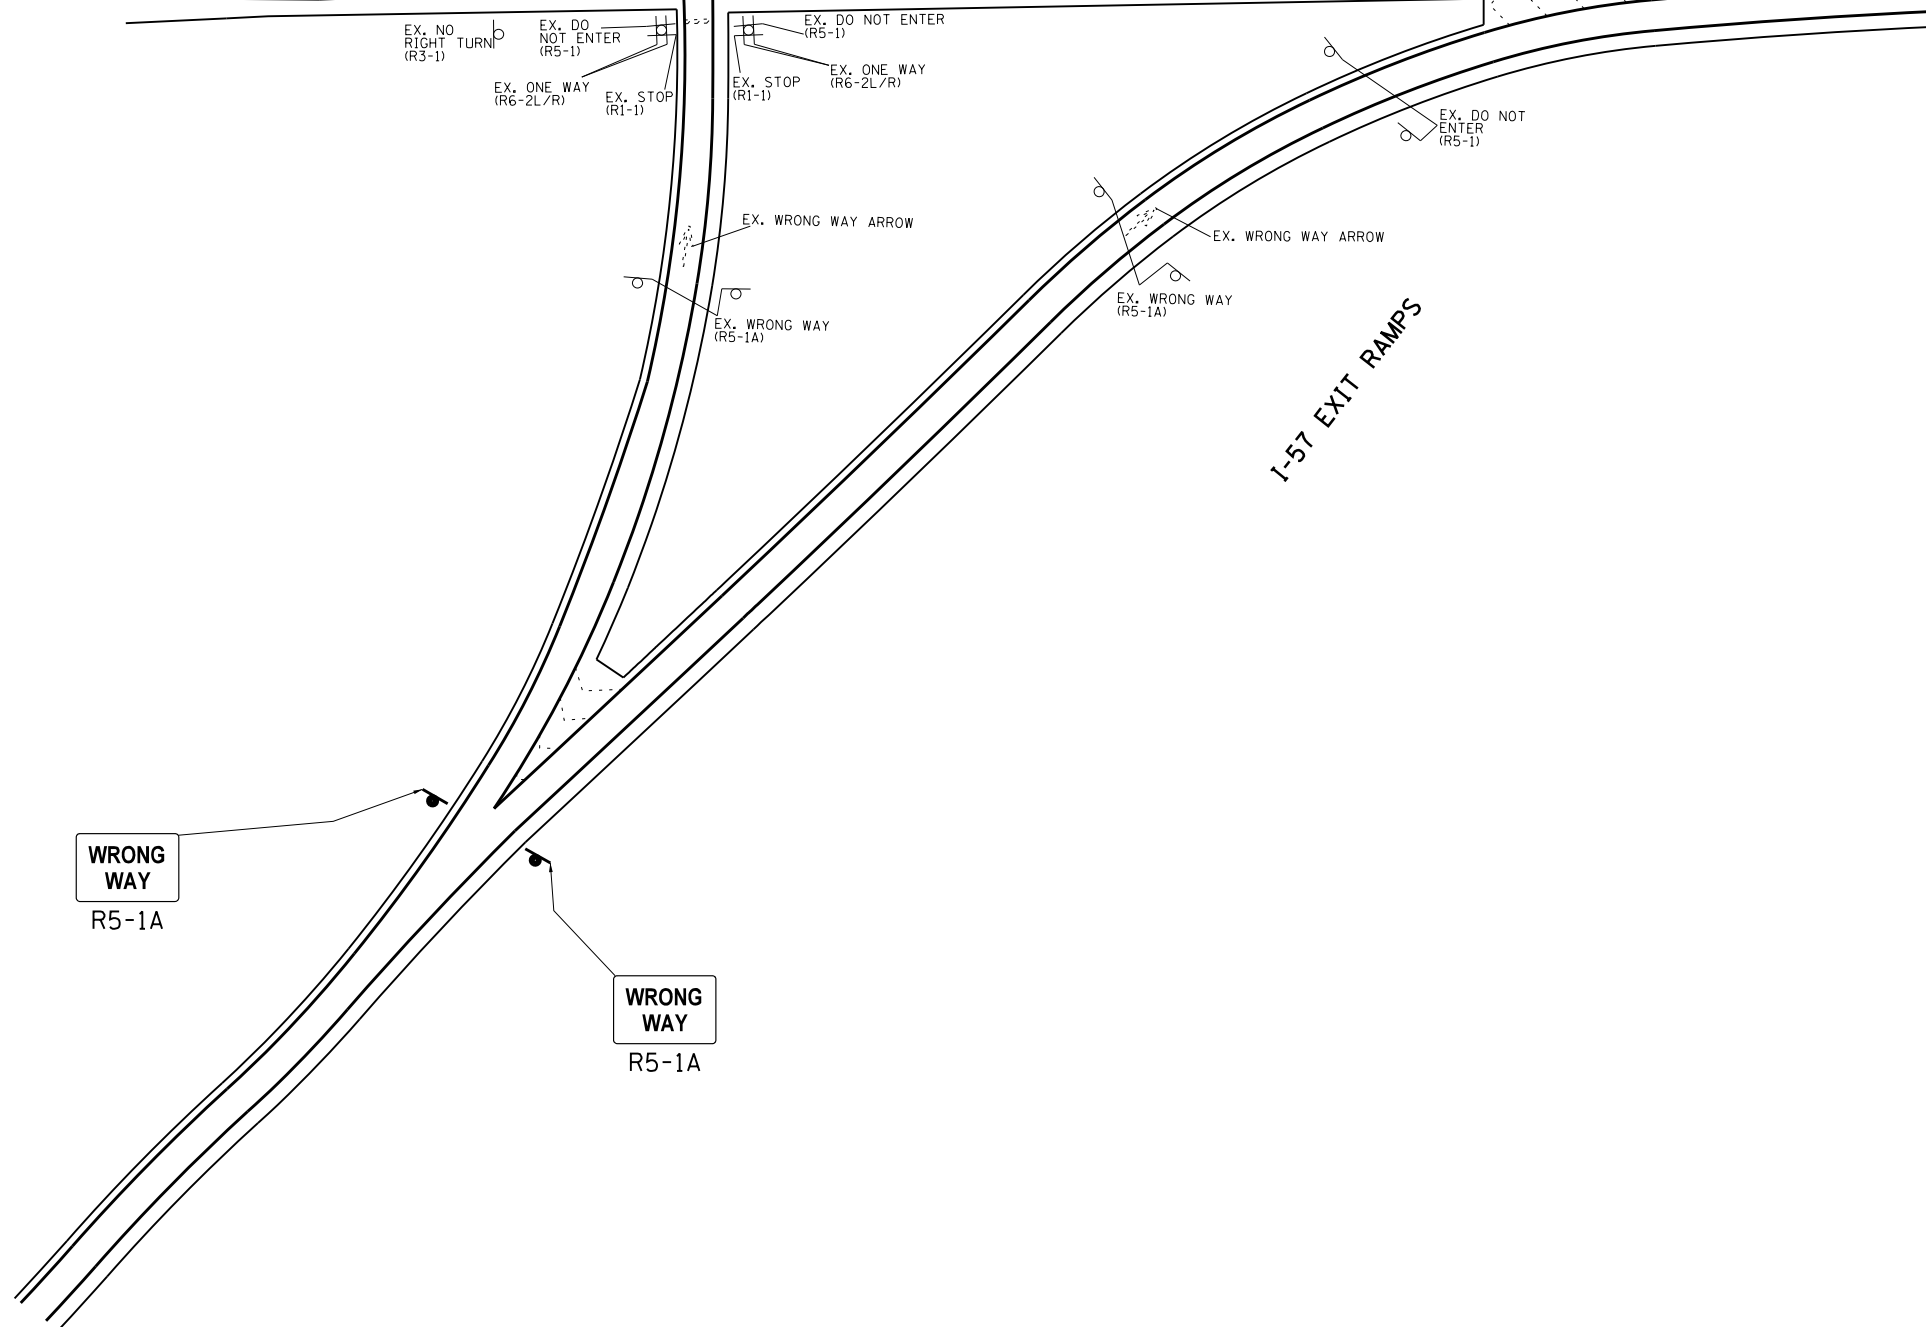 EX. NO
RIGHT TURN
(R3-1)
EX. DO
NOT ENTER
(R5-1)
EX. DO NOT ENTER
(R5-1)
EX. ONE WAY
(R6-2L/R)
EX. STOP
(R1-1)
EX. STOP
(R1-1)
EX. ONE WAY
(R6-2L/R)
EX. DO NOT
ENTER
(R5-1)
EX. WRONG WAY ARROW
EX. WRONG WAY ARROW
EX. WRONG WAY
(R5-1A)
EX. WRONG WAY
(R5-1A)
I-57 EXIT RAMPS
WRONG
WAY
R5-1A
WRONG
WAY
R5-1A